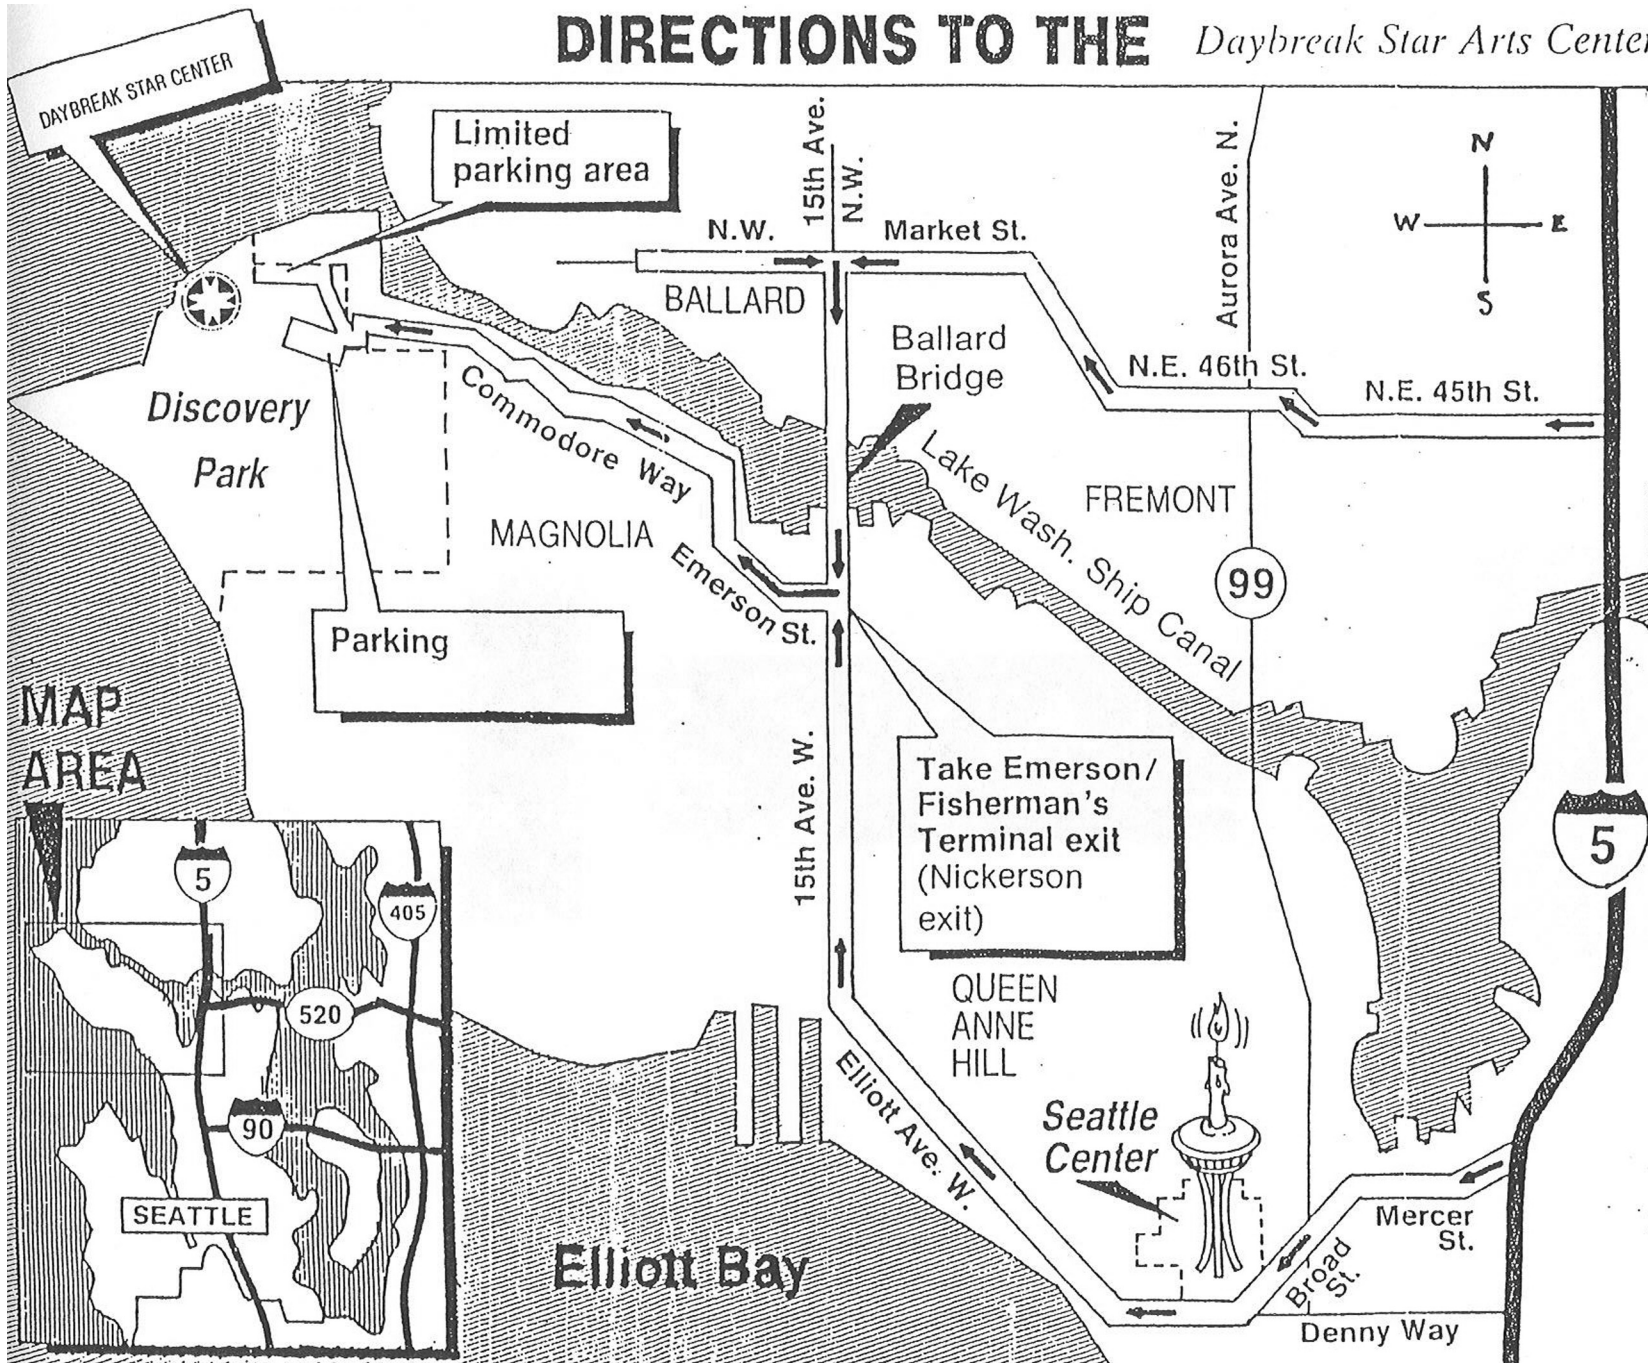 DIRECTIONS TO THE Daybreak Star Arts Center
DAYBREAK STAR CENTER
Limited
parking area
15th Ave.
N.W.
N.W. Market St.
BALLARD
Aurora Ave. N.
N
W E
S
Ballard
Bridge
N.E. 46th St.
N.E. 45th St.
Discovery
Park
Commodore Way
MAGNOLIA
Emerson St.
Lake Wash. Ship Canal
FREMONT
99
Parking
MAP
AREA
15th Ave. W.
Take Emerson/
Fisherman's
Terminal exit
(Nickerson
exit)
5
5
405
520
90
SEATTLE
QUEEN
ANNE
HILL
Elliott Ave. W.
Seattle
Center
Elliott Bay
Mercer
St.
Broad
St.
Denny Way